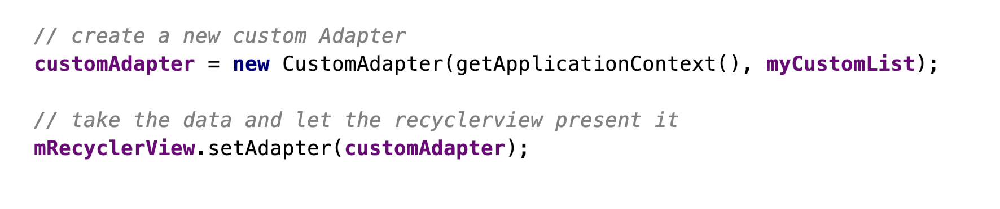 // create a new custom Adapter
customAdapter = new CustomAdapter(getApplicationContext(), myCustomList);
// take the data and let the recyclerview present it
mRecyclerView.setAdapter(customAdapter);